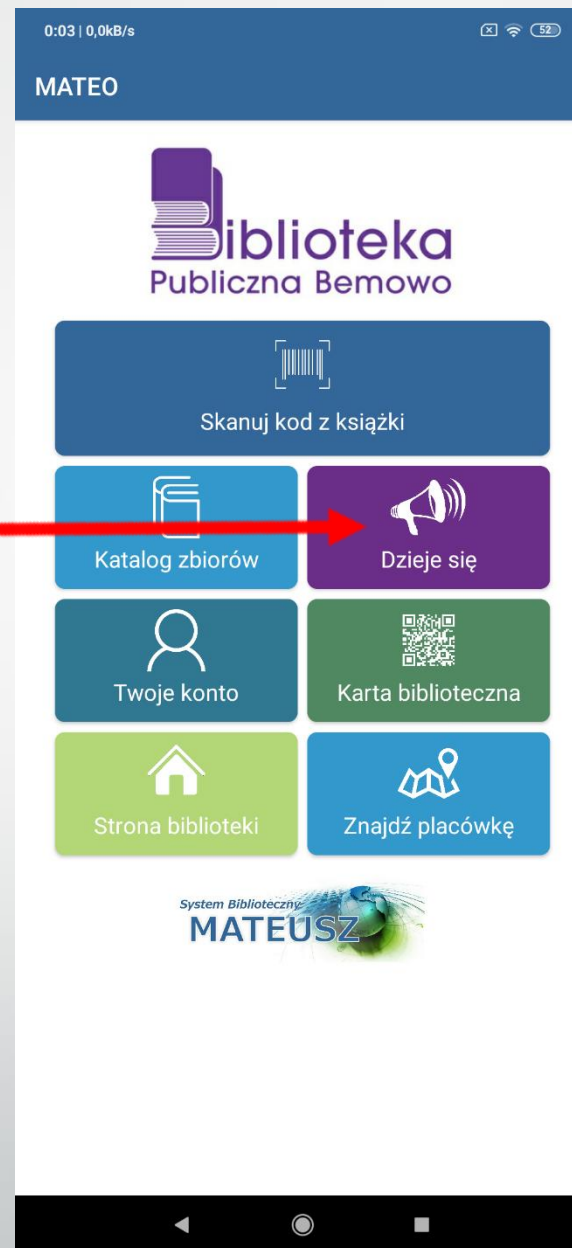 0:03 | 0,0kB/s 52
MATEO
Biblioteka
Publiczna Bemowo
Skanuj kod z książki
Katalog zbiorów
Dzieje się
Twoje konto
Karta biblioteczna
Strona biblioteki
Znajdź placówkę
System Biblioteczny
MATEUSZ